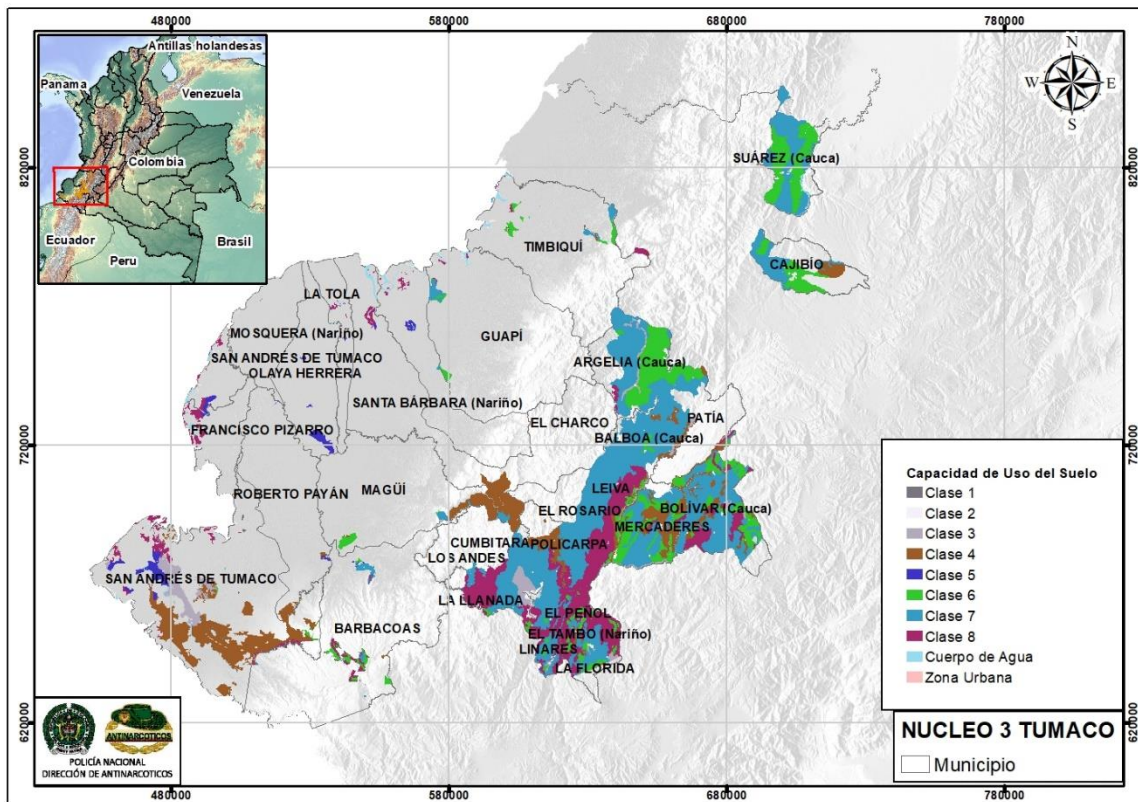 480000
580000
680000
780000
Antillas holandesas
Panama
Venezuela
Colombia
Ecuador
Peru
Brasil
N
W
E
S
820000
820000
SUÁREZ (Cauca)
CAJIBÍO
TIMBIQUÍ
LA TOLA
MOSQUERA (Nariño)
GUAPÍ
SAN ANDRÉS DE TUMACO
OLAYA HERRERA
ARGELIA (Cauca)
SANTA BÁRBARA (Nariño)
EL CHARCO
PATÍA
FRANCISCO PIZARRO
BALBOA (Cauca)
720000
720000
ROBERTO PAYÁN
MAGÜÍ
LEIVA
EL ROSARIO
BOLÍVAR (Cauca)
MERCADERES
CUMBITARA
POLICARPA
LOS ANDES
SAN ANDRÉS DE TUMACO
LA LLANADA
EL PEÑOL
BARBACOAS
EL TAMBO (Nariño)
LINARES
LA FLORIDA
Capacidad de Uso del Suelo
Clase 1
Clase 2
Clase 3
Clase 4
Clase 5
Clase 6
Clase 7
Clase 8
Cuerpo de Agua
Zona Urbana
NUCLEO 3 TUMACO
Municipio
620000
620000
ANTINARCOTICOS
POLICÍA NACIONAL
DIRECCIÓN DE ANTINARCOTICOS
480000
580000
680000
780000